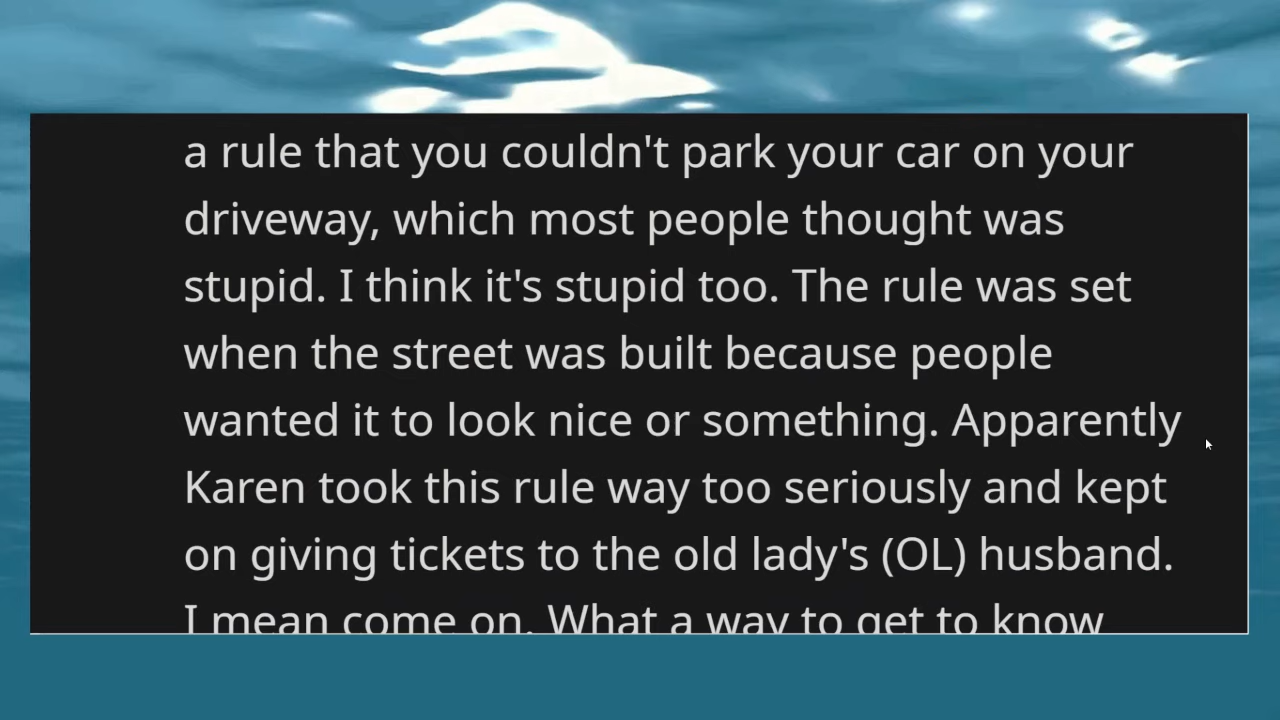 a rule that you couldn't park your car on your
driveway, which most people thought was
stupid. I think it's stupid too. The rule was set
when the street was built because people
wanted it to look nice or something. Apparently
Karen took this rule way too seriously and kept
on giving tickets to the old lady's (OL) husband.
I mean come on. What a way to get to know